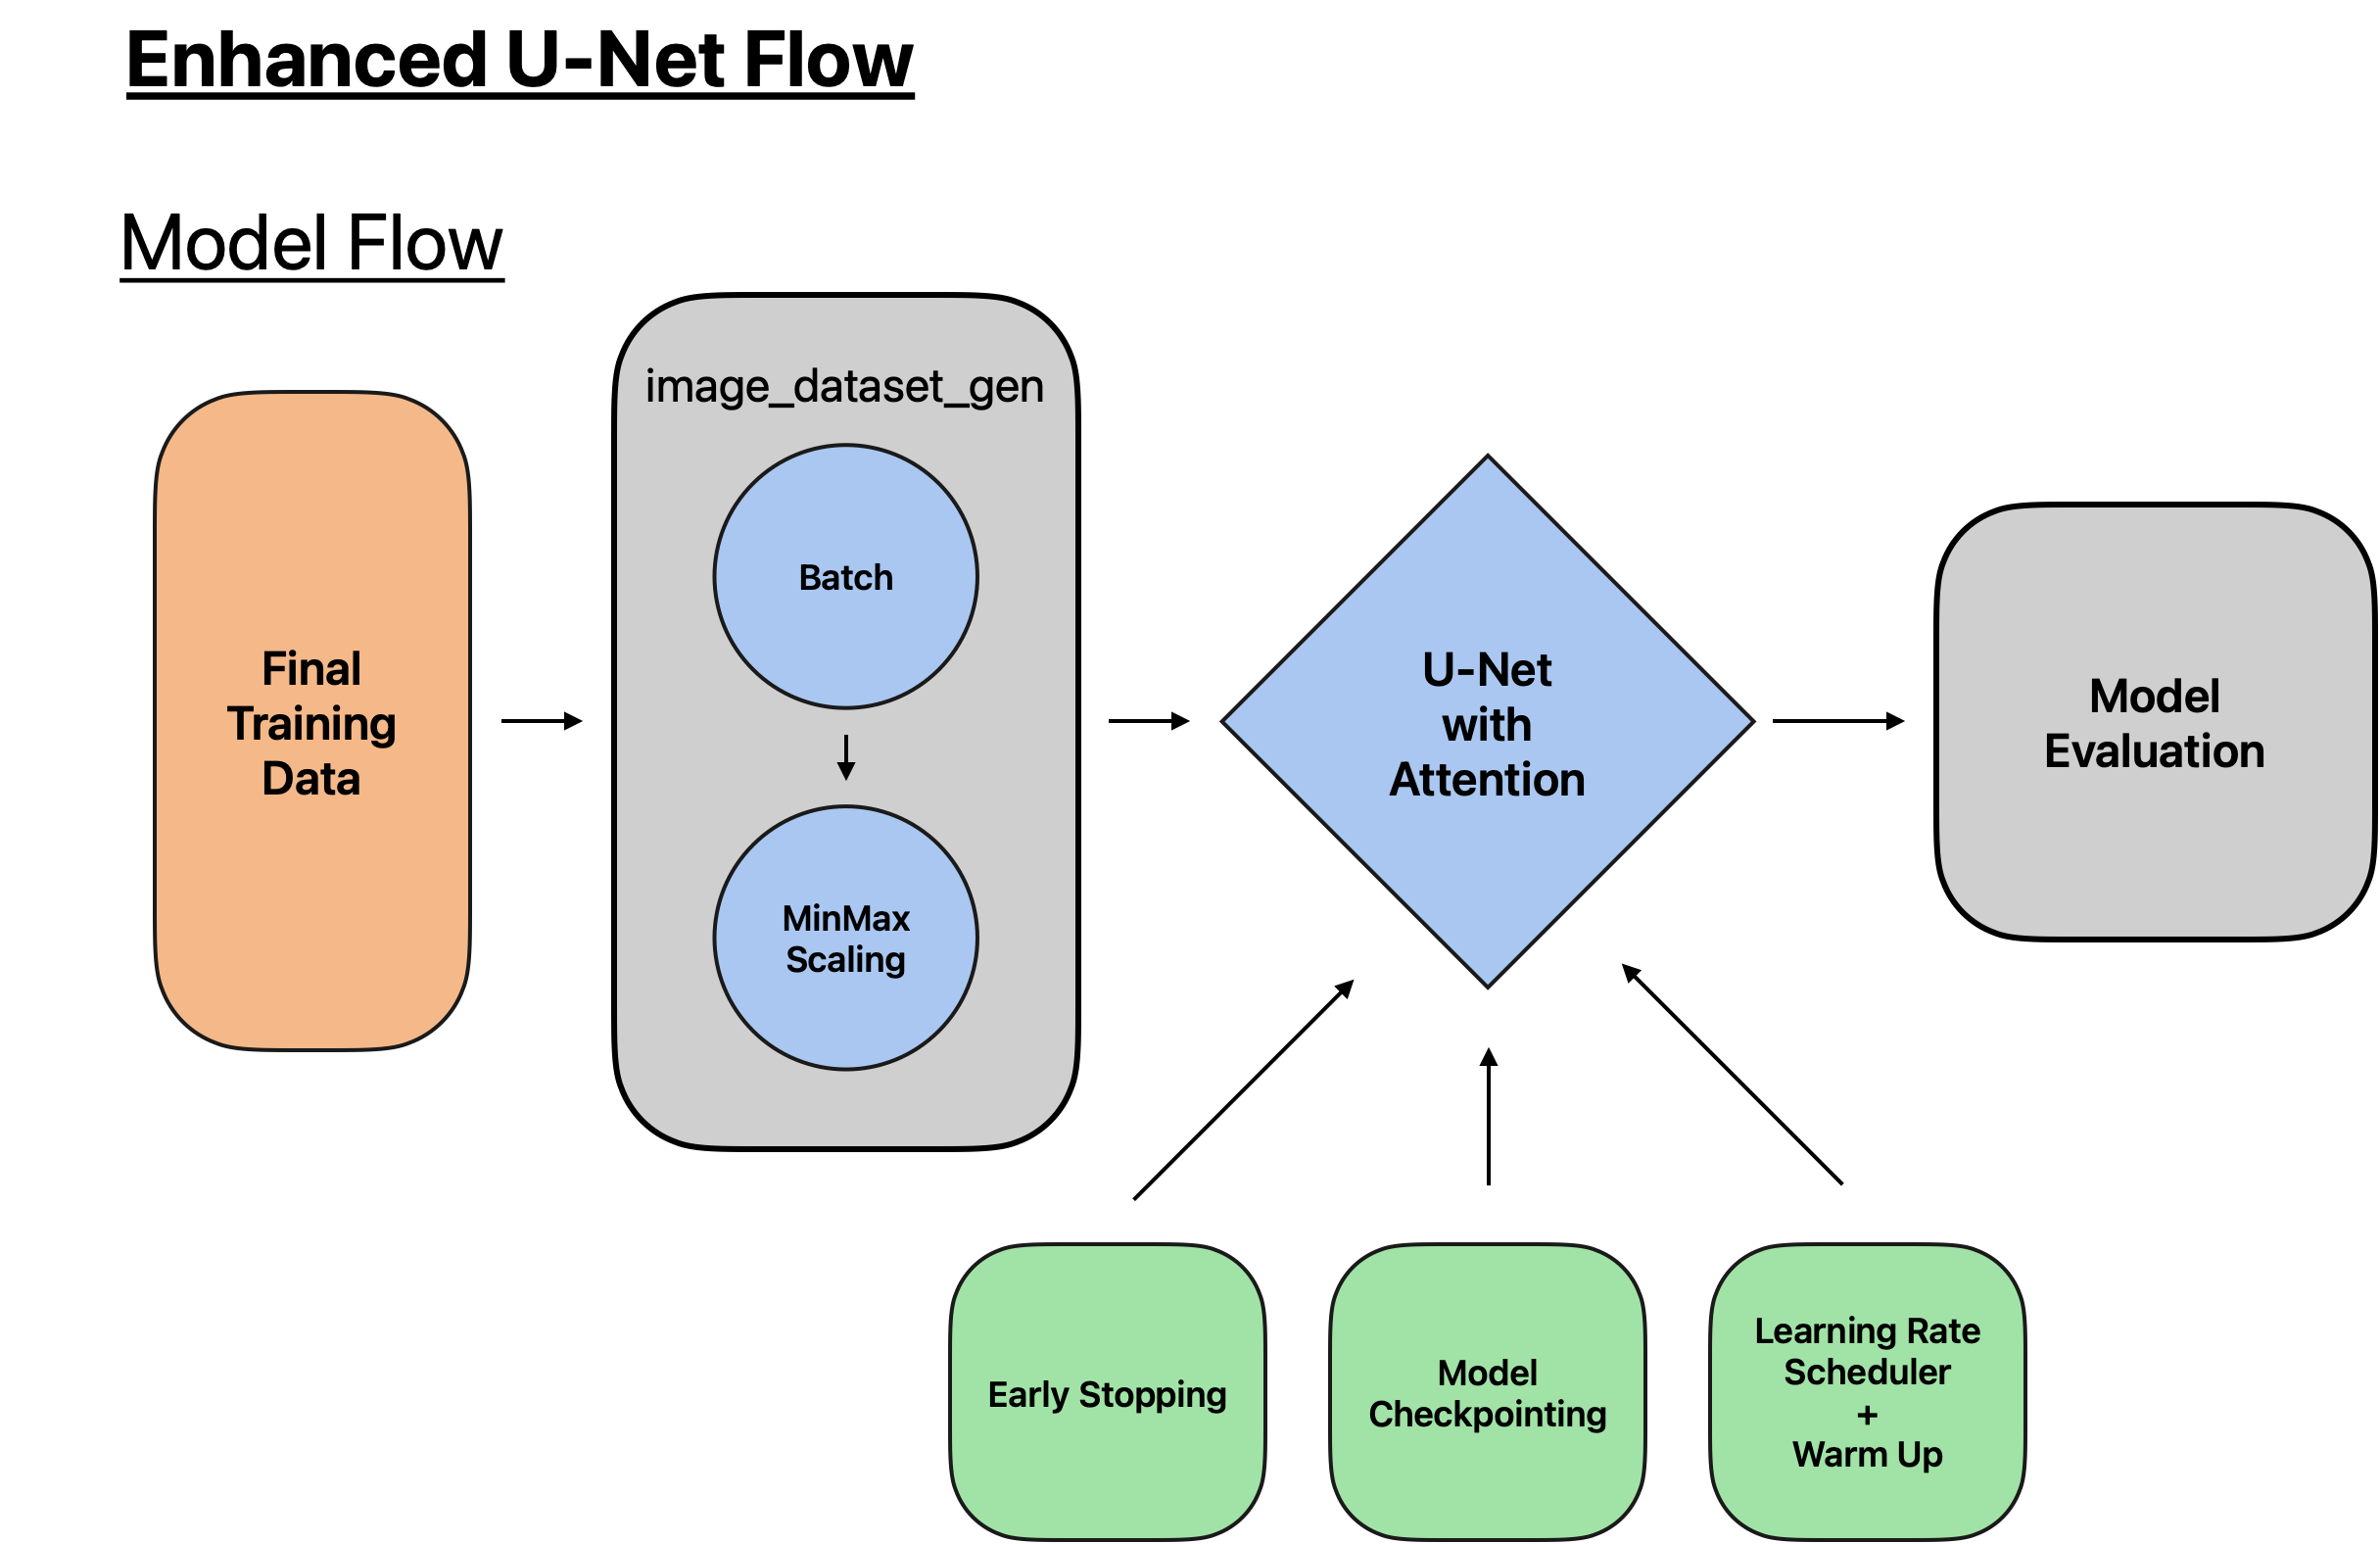 Enhanced U-Net Flow
Model Flow
Final
Training
Data
image_dataset_gen
Batch
MinMax
Scaling
U-Net
with
Attention
Model
Evaluation
Early Stopping
Model
Checkpointing
Learning Rate
Scheduler
+
Warm Up